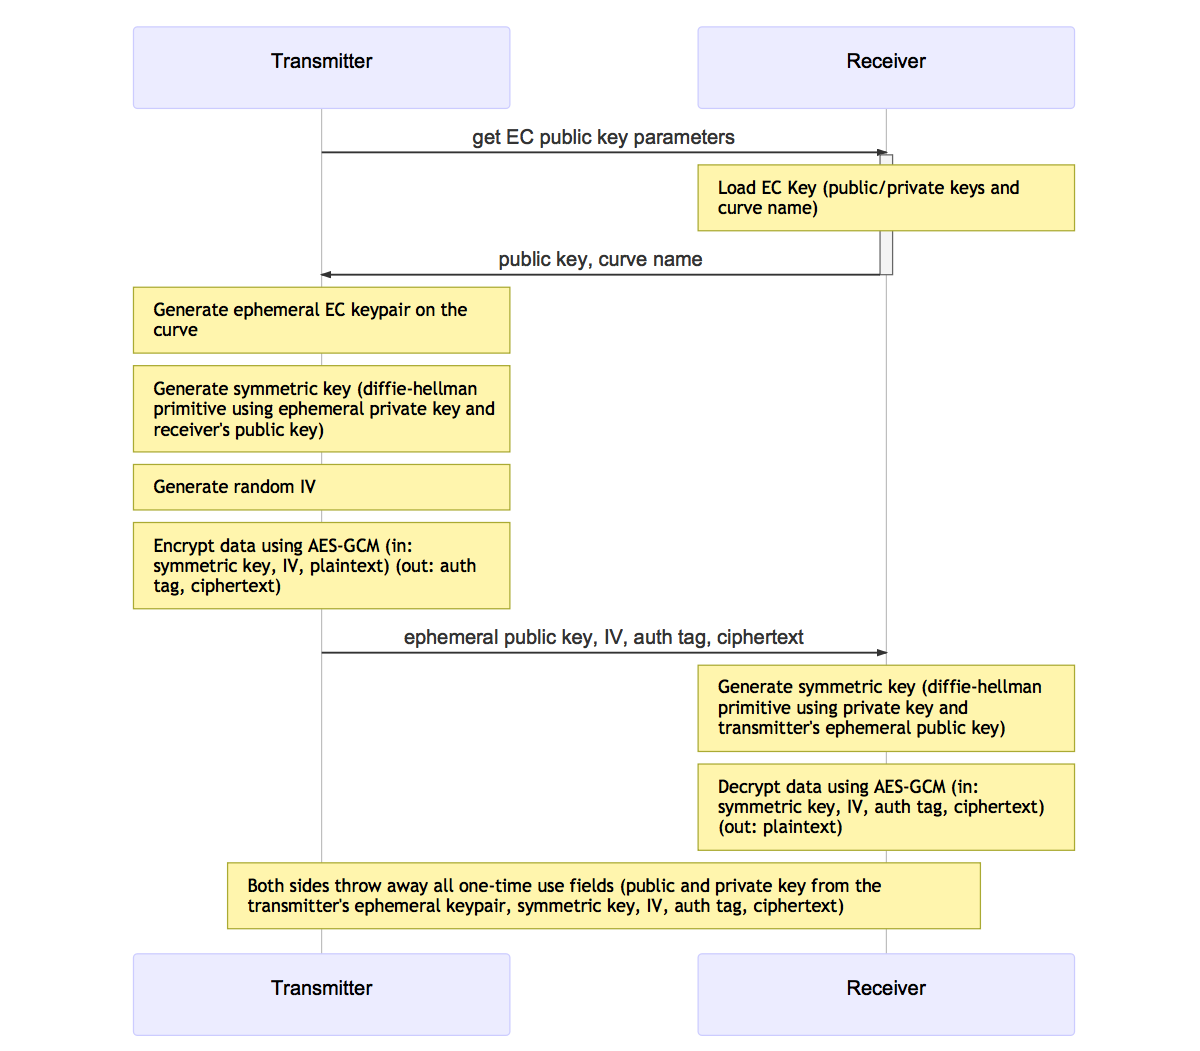 Transmitter
Receiver
get EC public key parameters
Load EC Key (public/private keys and
curve name)
public key, curve name
Generate ephemeral EC keypair on the
curve
Generate symmetric key (diffie-hellman
primitive using ephemeral private key and
receiver's public key)
Generate random IV
Encrypt data using AES-GCM (in:
symmetric key, IV, plaintext) (out: auth
tag, ciphertext)
ephemeral public key, IV, auth tag, ciphertext
Generate symmetric key (diffie-hellman
primitive using private key and
transmitter's ephemeral public key)
Decrypt data using AES-GCM (in:
symmetric key, IV, auth tag, ciphertext)
(out: plaintext)
Both sides throw away all one-time use fields (public and private key from the
transmitter's ephemeral keypair, symmetric key, IV, auth tag, ciphertext)
Transmitter
Receiver